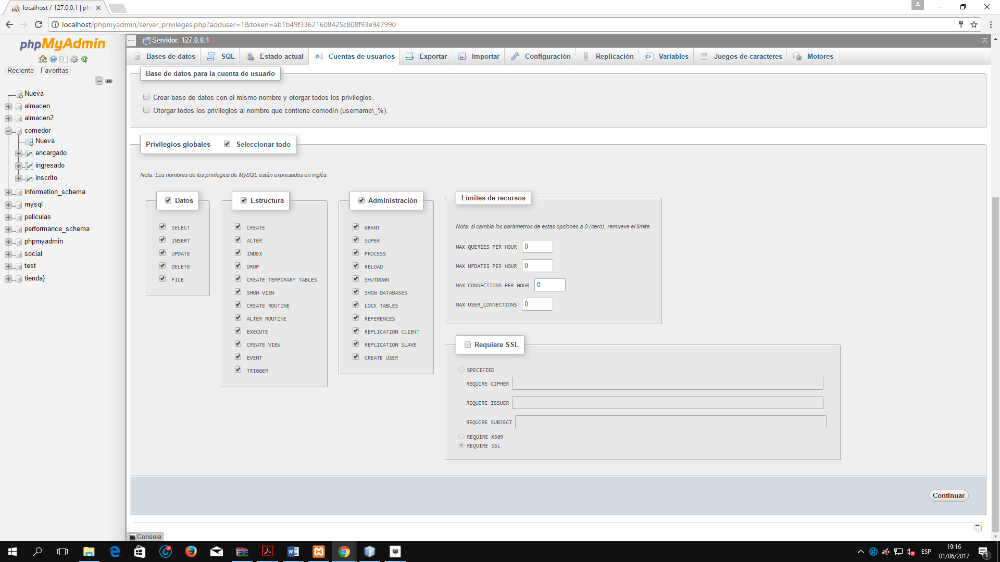 localhost / 127.0.0.1 | ph
localhost/phpmyadmin/server_privileges.php?adduser=1&token=ab1b49f33621608425c808f93e947990
phpMyAdmin
Reciente Favoritas
Nueva
almacen
almacen2
comedor
Nueva
encargado
ingresado
inscrito
information_schema
mysql
peliculas
performance_schema
phpmyadmin
social
test
tienda}
Servidor: 127.0.0.1
Bases de datos SQL Estado actual Cuentas de usuarios Exportar Importar Configuración Replicación Variables Juegos de caracteres Motores
Base de datos para la cuenta de usuario
Crear base de datos con el mismo nombre y otorgar todos los privilegios.
Otorgar todos los privilegios al nombre que contiene comodín (username\_%).
Privilegios globales Seleccionar todo
Nota: Los nombres de los privilegios de MySQL están expresados en inglés.
Datos
SELECT
INSERT
UPDATE
DELETE
FILE
Estructura
CREATE
ALTER
INDEX
DROP
CREATE TEMPORARY TABLES
SHOW VIEW
CREATE ROUTINE
ALTER ROUTINE
EXECUTE
CREATE VIEW
EVENT
TRIGGER
Administración
GRANT
SUPER
PROCESS
RELOAD
SHUTDOWN
SHOW DATABASES
LOCK TABLES
REFERENCES
REPLICATION CLIENT
REPLICATION SLAVE
CREATE USER
Límites de recursos
Nota: si cambia los parámetros de estas opciones a 0 (cero), remueve el límite.
MAX QUERIES PER HOUR 0
MAX UPDATES PER HOUR 0
MAX CONNECTIONS PER HOUR 0
MAX USER_CONNECTIONS 0
Requiere SSL
SPECIFIED
REQUIRE CIPHER
REQUIRE ISSUER
REQUIRE SUBJECT
REQUIRE X509
REQUIRE SSL
Continuar
Consola
ESP
19:16
01/06/2017
1